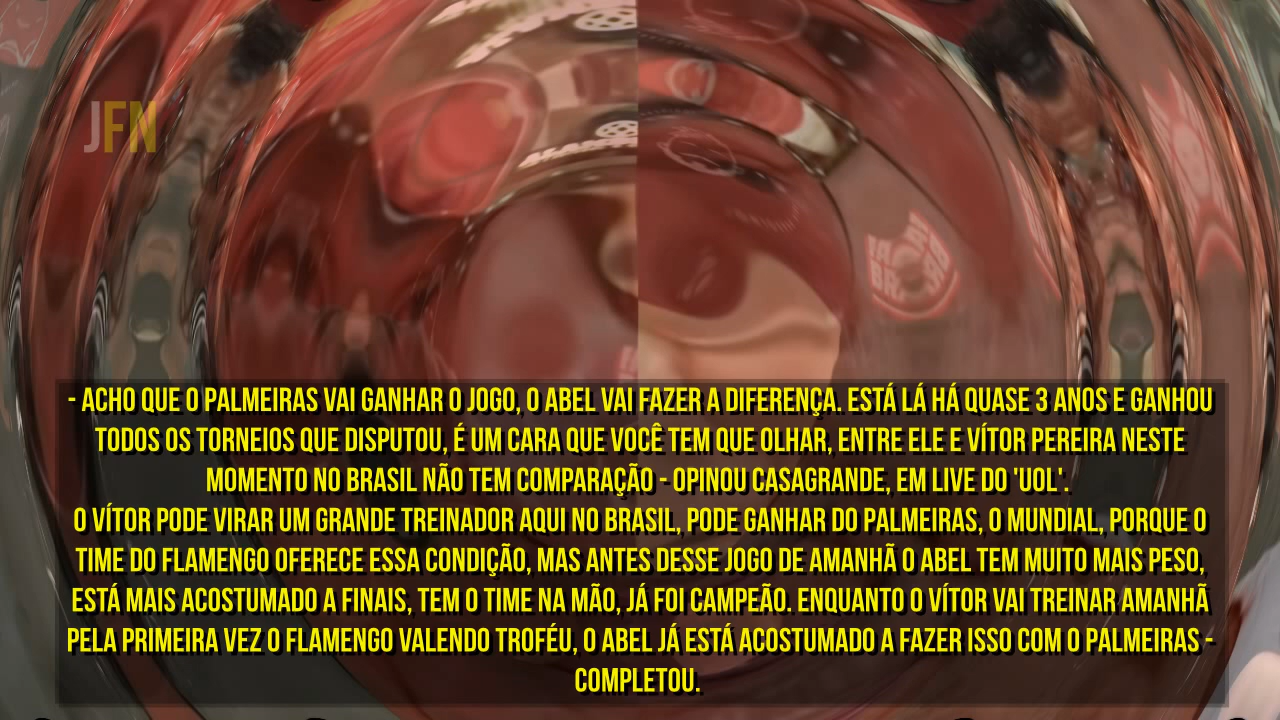 JFN
- ACHO QUE O PALMEIRAS VAI GANHAR O JOGO, O ABEL VAI FAZER A DIFERENÇA. ESTÁ LÁ HÁ QUASE 3 ANOS E GANHOU
TODOS OS TORNEIOS QUE DISPUTOU, É UM CARA QUE VOCÊ TEM QUE OLHAR, ENTRE ELE E VÍTOR PEREIRA NESTE
MOMENTO NO BRASIL NÃO TEM COMPARAÇÃO - OPINOU CASAGRANDE, EM LIVE DO 'UOL'.
O VÍTOR PODE VIRAR UM GRANDE TREINADOR AQUI NO BRASIL, PODE GANHAR DO PALMEIRAS, O MUNDIAL, PORQUE O
TIME DO FLAMENGO OFERECE ESSA CONDIÇÃO, MAS ANTES DESSE JOGO DE AMANHÃ O ABEL TEM MUITO MAIS PESO,
ESTÁ MAIS ACOSTUMADO A FINAIS, TEM O TIME NA MÃO, JÁ FOI CAMPEÃO. ENQUANTO O VÍTOR VAI TREINAR AMANHÃ
PELA PRIMEIRA VEZ O FLAMENGO VALENDO TROFÉU, O ABEL JÁ ESTÁ ACOSTUMADO A FAZER ISSO COM O PALMEIRAS -
COMPLETOU.